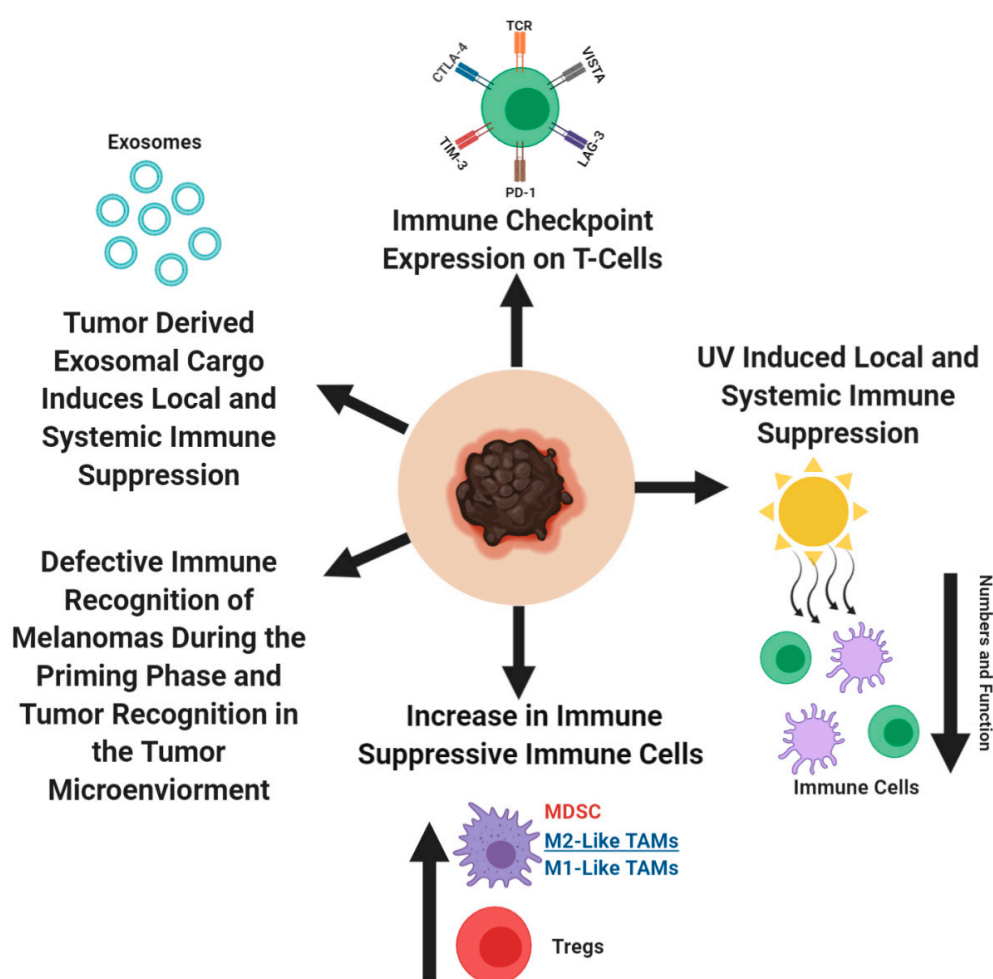 TCR
CTLA-4
VISTA
TIM-3
LAG-3
PD-1
Immune Checkpoint
Expression on T-Cells
Exosomes
Tumor Derived
Exosomal Cargo
Induces Local and
Systemic Immune
Suppression
UV Induced Local and
Systemic Immune
Suppression
Numbers and Function
Immune Cells
Defective Immune
Recognition of
Melanomas During the
Priming Phase and
Tumor Recognition in
the Tumor
Microenviorment
Increase in Immune
Suppressive Immune Cells
MDSC
M2-Like TAMs
M1-Like TAMs
Tregs